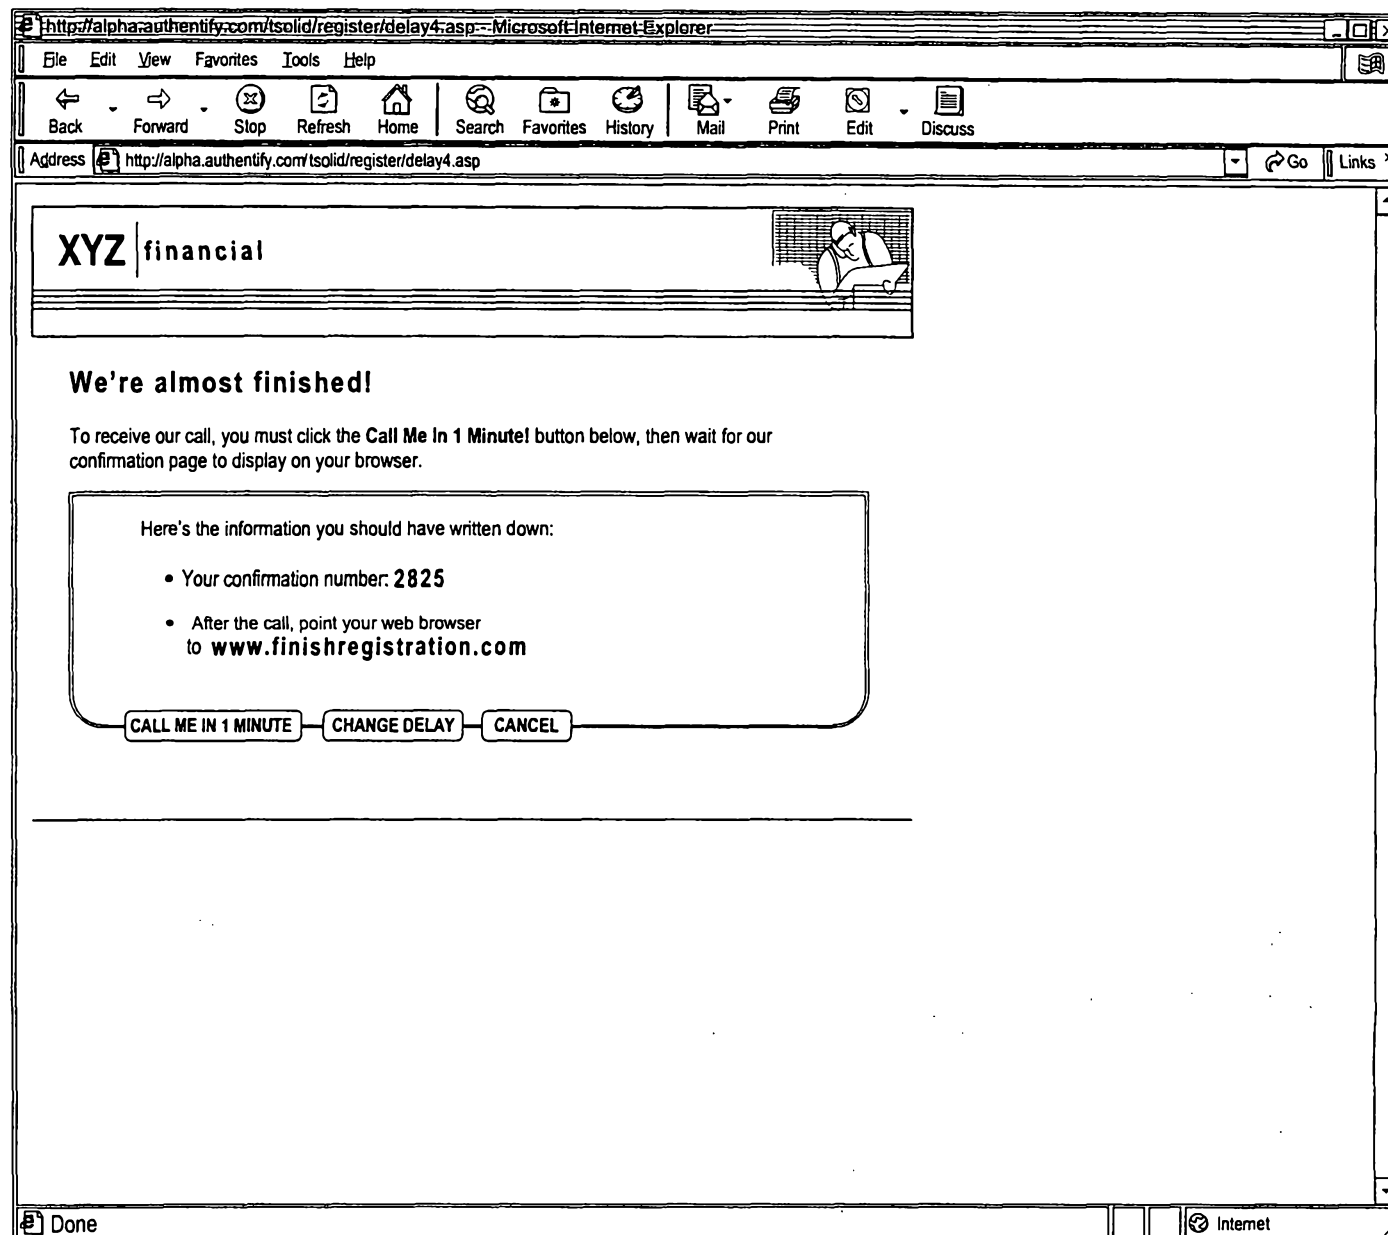 http://alpha.authentify.com/tsolid/register/delay4.asp - Microsoft Internet Explorer
File Edit View Favorites Tools Help
Back Forward Stop Refresh Home Search Favorites History Mail Print Edit Discuss
Address http://alpha.authentify.com/tsolid/register/delay4.asp Go Links
XYZ financial
We're almost finished!
To receive our call, you must click the Call Me In 1 Minute! button below, then wait for our
confirmation page to display on your browser.
Here's the information you should have written down:
• Your confirmation number: 2825
• After the call, point your web browser
to www.finishregistration.com
CALL ME IN 1 MINUTE CHANGE DELAY CANCEL
Done Internet